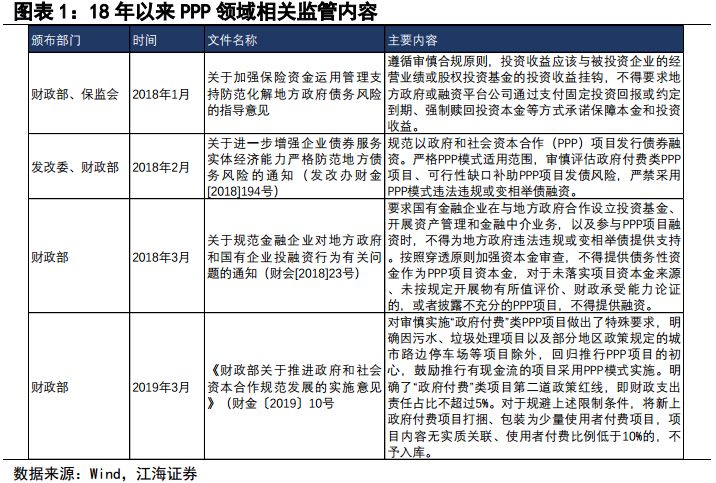 图表1：18年以来PPP领域相关监管内容
颁布部门 时间 文件名称 主要内容
财政部、保监会
2018年1月
关于加强保险资金运用管理支
持防范化解地方政府债务风险
的指导意见
遵循审慎合规原则，投资收益应该与被投资企业的经
营业绩或股权投资基金的投资收益挂钩，不得要求地
方政府或融资平台公司通过支付固定投资回报或约定
到期、强制赎回投资本金等方式承诺保障本金和投资
收益。
发改委、财政部
2018年2月
关于进一步增强企业债券服务
实体经济能力严格防范地方债
务风险的通知（发改办财金
[2018]194号）
规范以政府和社会资本合作（PPP）项目发行债券融
资。严格PPP模式适用范围，审慎评估政府付费类PPP
项目、可行性缺口补助PPP项目发债风险，严禁采用
PPP模式违法违规或变相举债融资。
财政部
2018年3月
关于规范金融企业对地方政府
和国有企业投融资行为有关问
题的通知（财会[2018]23号）
要求国有金融企业在与地方政府合作设立投资基金、
开展资产管理和金融中介业务，以及参与PPP项目融
资时，不得为地方政府违法违规或变相举债提供支持
。按照穿透原则加强资本金审查，不得提供债务性资
金作为PPP项目资本金，对于未落实项目资本金来源
、未按规定开展物有所值评价、财政承受能力论证
的，或者披露不充分的PPP项目，不得提供融资。
财政部
2019年3月
《财政部关于推进政府和社会
资本合作规范发展的实施意见
》（财金〔2019〕10号
对审慎实施“政府付费”类PPP项目做出了特殊要求，明
确因污水、垃圾处理项目以及部分地区政策规定的城
市路边停车场等项目除外，回归推行PPP项目的初
心，鼓励推行有现金流的项目采用PPP模式实施。明
确了“政府付费”类项目第二道政策红线，即财政支出
责任占比不超过5%。对于规避上述限制条件，将新上
政府付费项目打捆、包装为少量使用者付费项目，项
目内容无实质关联、使用者付费比例低于10%的，不
予入库。
数据来源：Wind，江海证券